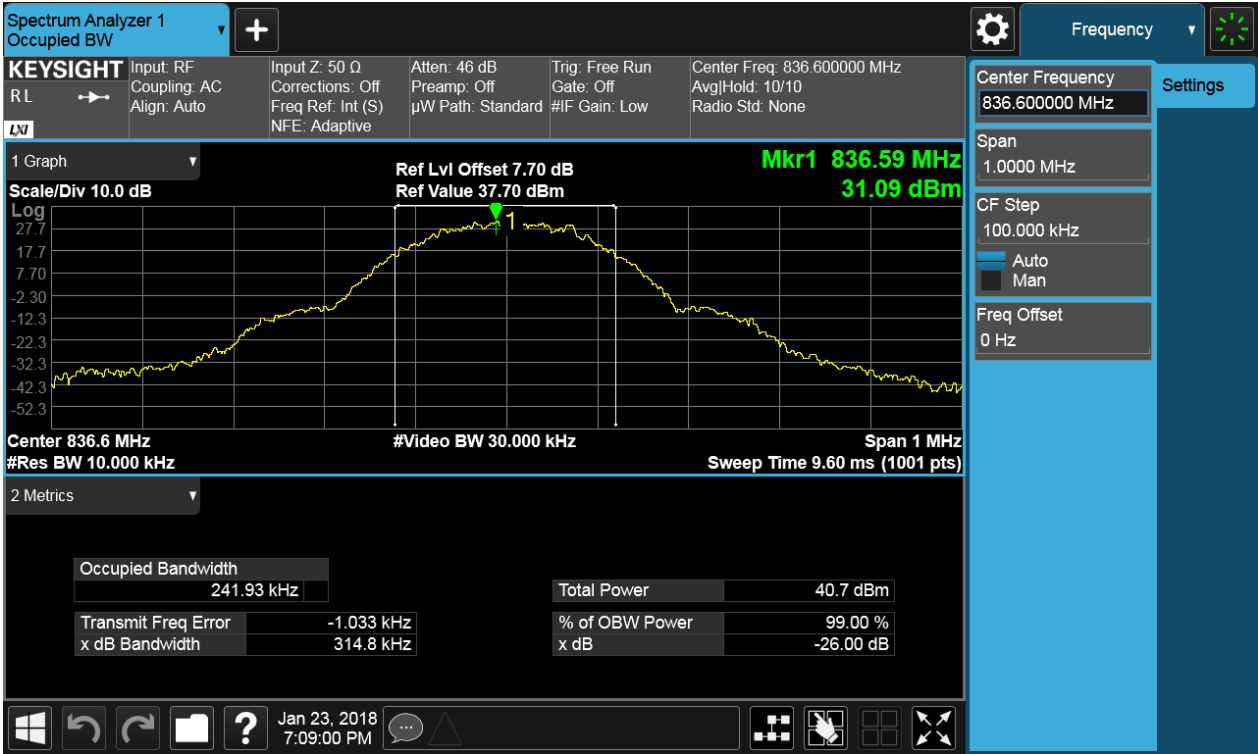 Spectrum Analyzer 1
Occupied BW
Frequency
KEYSIGHT
R L
LXI
Input: RF
Coupling: AC
Align: Auto
Input Z: 50 Ω
Corrections: Off
Freq Ref: Int (S)
NFE: Adaptive
Atten: 46 dB
Preamp: Off
µW Path: Standard
Trig: Free Run
Gate: Off
#IF Gain: Low
Center Freq: 836.600000 MHz
Avg|Hold: 10/10
Radio Std: None
Center Frequency
836.600000 MHz
Settings
Span
1.0000 MHz
CF Step
100.000 kHz
Auto
Man
Freq Offset
0 Hz
1 Graph
Scale/Div 10.0 dB
Ref Lvl Offset 7.70 dB
Ref Value 37.70 dBm
Mkr1 836.59 MHz
31.09 dBm
Log
27.7
17.7
7.70
-2.30
-12.3
-22.3
-32.3
-42.3
-52.3
1
Center 836.6 MHz
#Video BW 30.000 kHz
Span 1 MHz
#Res BW 10.000 kHz
Sweep Time 9.60 ms (1001 pts)
2 Metrics
Occupied Bandwidth
241.93 kHz
Total Power 40.7 dBm
Transmit Freq Error -1.033 kHz
% of OBW Power 99.00 %
x dB Bandwidth 314.8 kHz
x dB -26.00 dB
?
Jan 23, 2018
7:09:00 PM